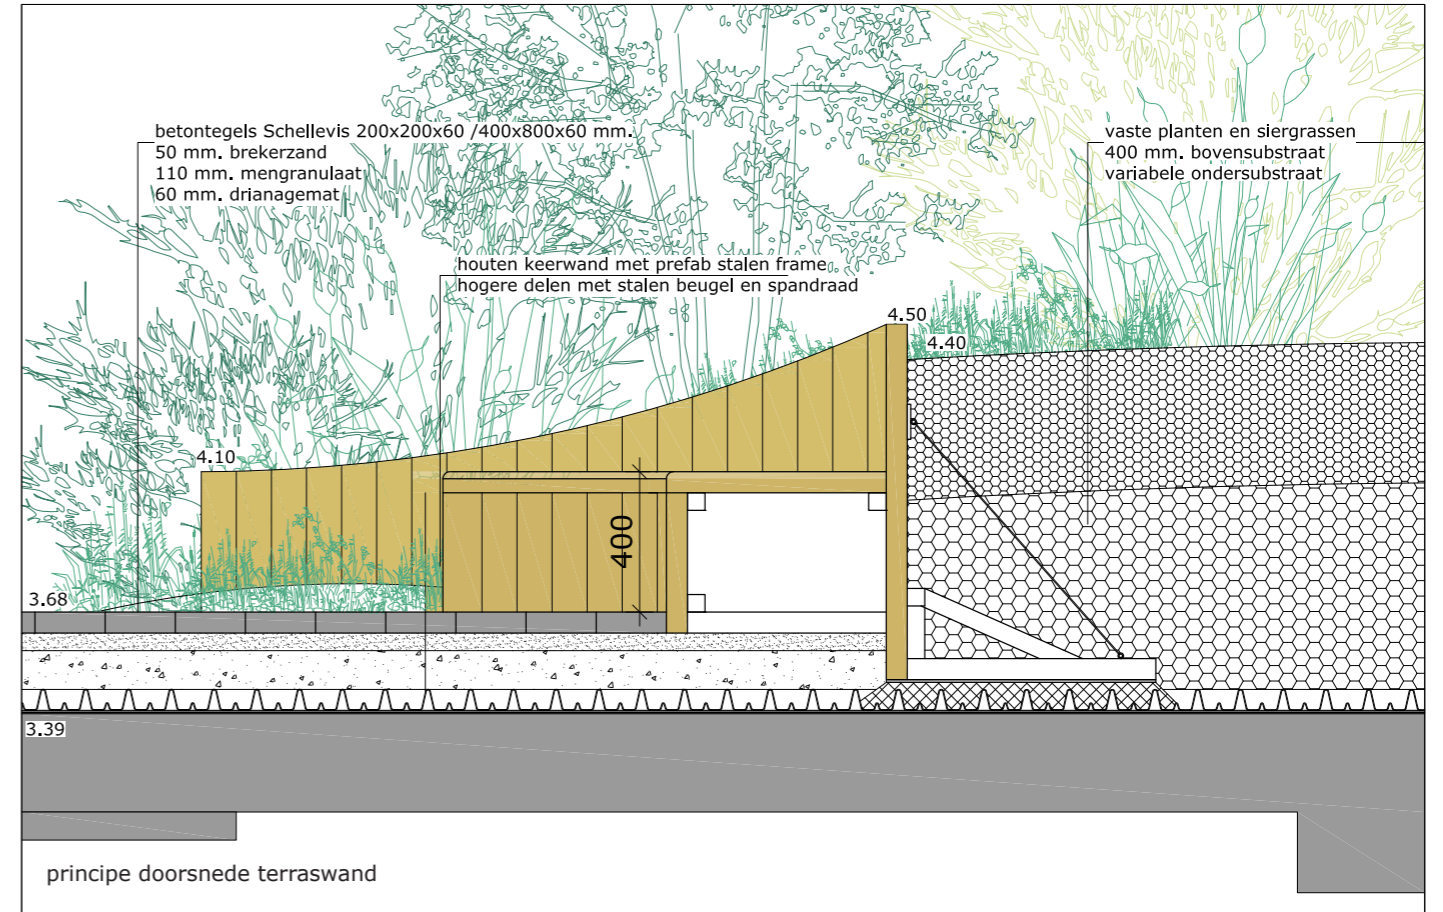 betontegels Schellevis 200x200x60 /400x800x60 mm.
50 mm. brekerzand
110 mm. mengranulaat
60 mm. drianagemat
vaste planten en siergrassen
400 mm. bovensubstraat
variabele ondersubstraat
houten keerwand met prefab stalen frame
hogere delen met stalen beugel en spandraad
4.50
4.40
4.10
400
3.68
3.39
principe doorsnede terraswand